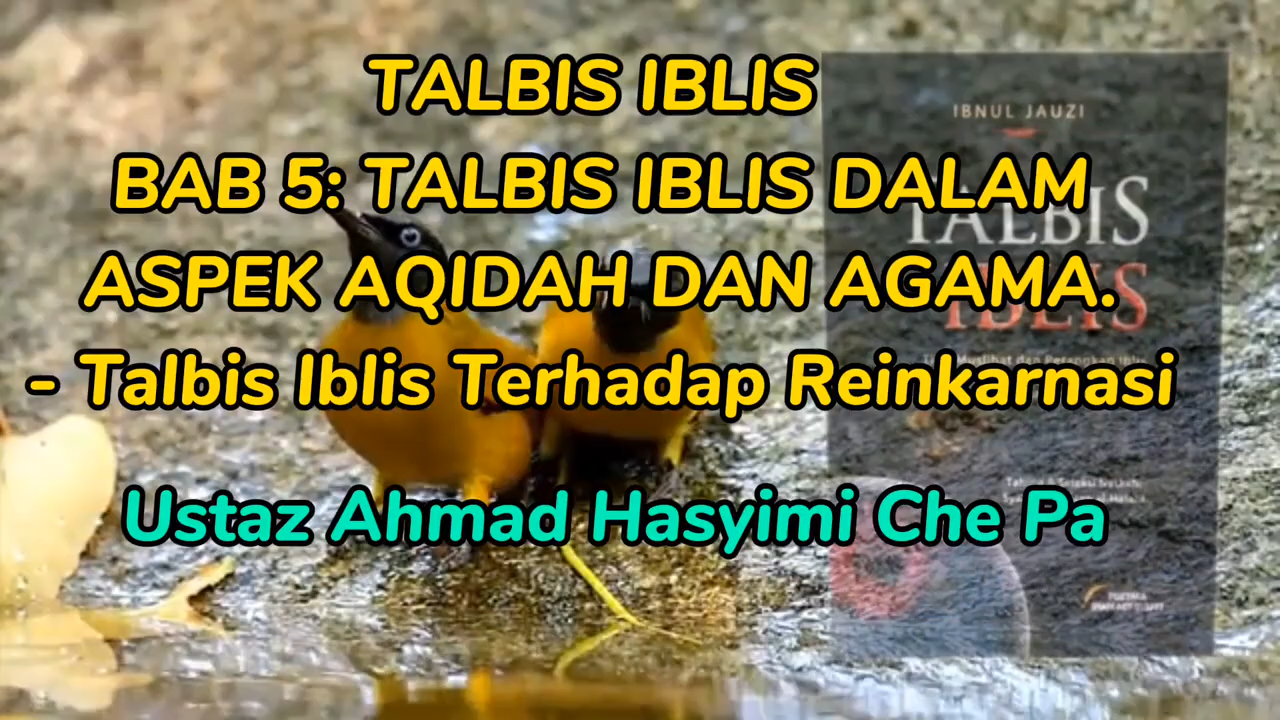 TALBIS IBLIS
BAB 5: TALBIS IBLIS DALAM
ASPEK AQIDAH DAN AGAMA.
- Talbis Iblis Terhadap Reinkarnasi
Ustaz Ahmad Hasyimi Che Pa
IBNUL JAUZI
TALBIS
IBLIS